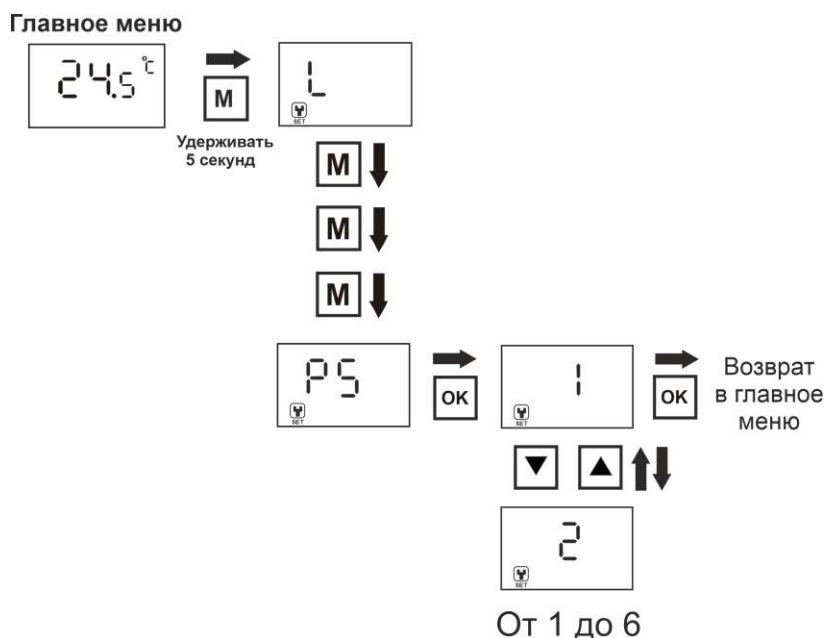 Главное меню
24.5 °C
M
Удерживать
5 секунд
L
SET
M
M
M
PS
SET
OK
1
SET
OK
Возврат
в главное
меню
2
SET
От 1 до 6